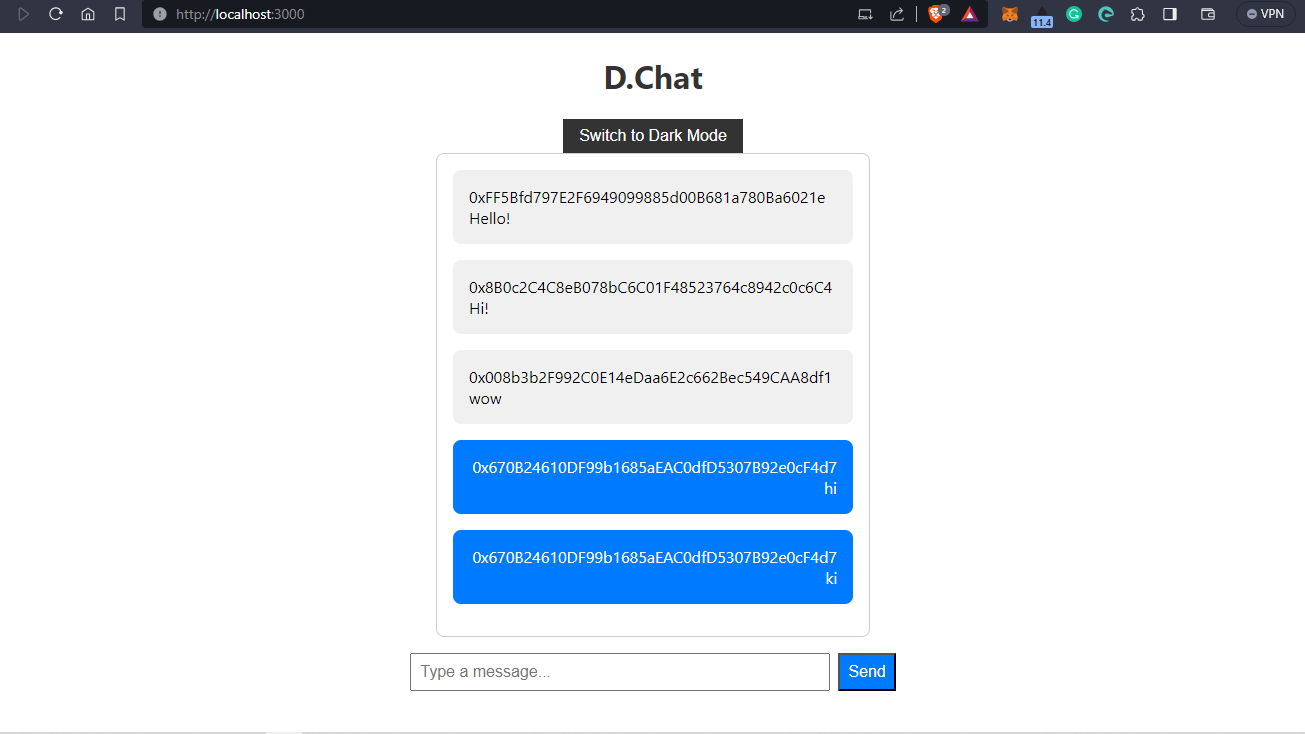 http://localhost:3000
2
11.4
VPN
D.Chat
Switch to Dark Mode
0xFF5Bfd797E2F6949099885d00B681a780Ba6021e
Hello!
0x8B0c2C4C8eB078bC6C01F48523764c8942c0c6C4
Hi!
0x008b3b2F992C0E14eDaa6E2c662Bec549CAA8df1
wow
0x670B24610DF99b1685aEAC0dfD5307B92e0cF4d7
hi
0x670B24610DF99b1685aEAC0dfD5307B92e0cF4d7
ki
Type a message...
Send